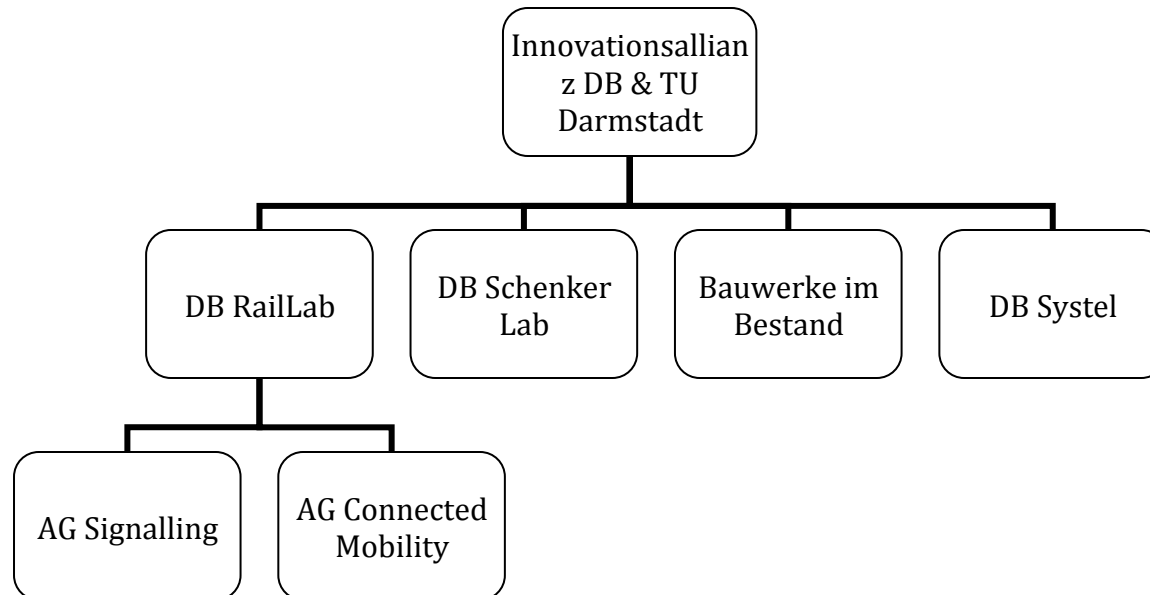 Innovationsallian
z DB & TU
Darmstadt
DB RailLab
DB Schenker
Lab
Bauwerke im
Bestand
DB Systel
AG Signalling
AG Connected
Mobility